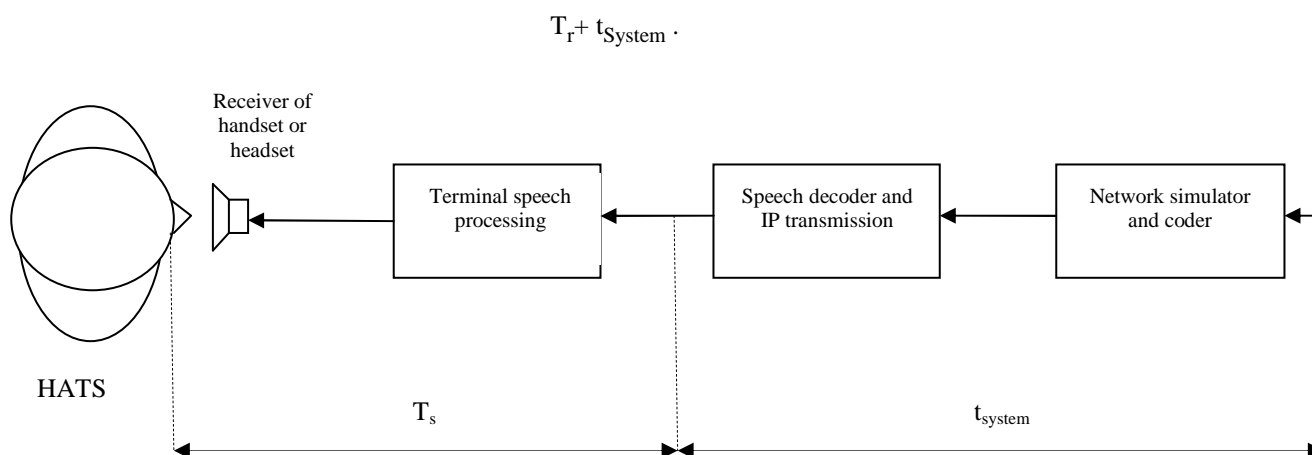 Tr+ tSystem .
Receiver of
handset or
headset
Terminal speech
processing
Speech decoder and
IP transmission
Network simulator
and coder
HATS
Ts
tsystem